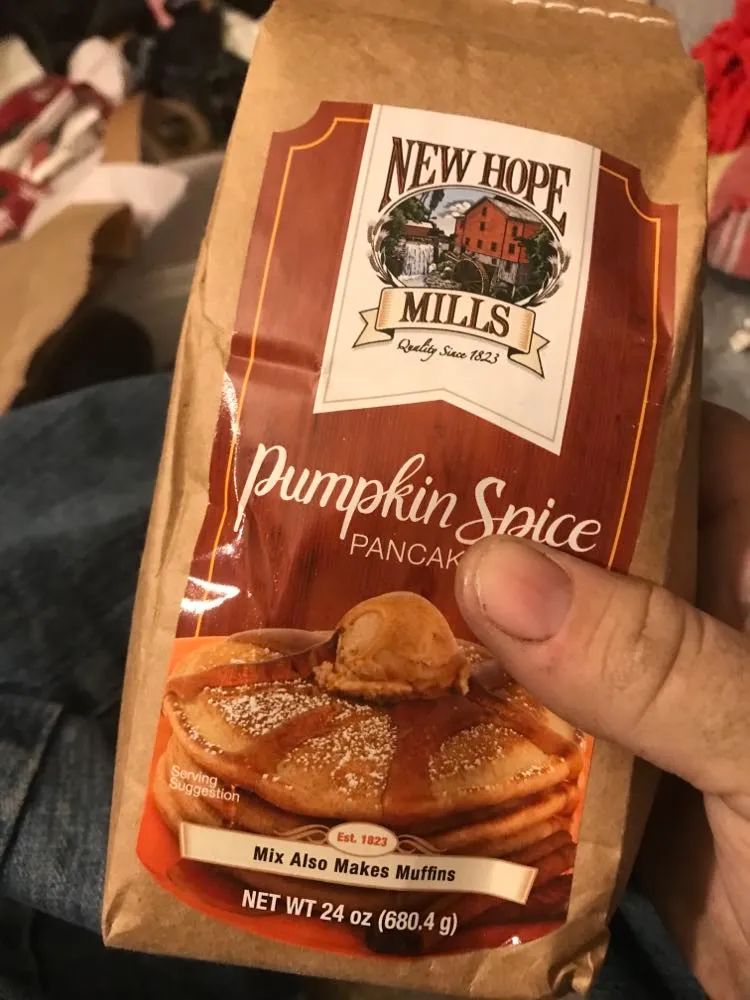 NEW HOPE
MILLS
Quality Since 1823
Pumpkin Spice
PANCAK
Serving
Suggestion
Est. 1823
Mix Also Makes Muffins
NET WT 24 oz (680.4 g)